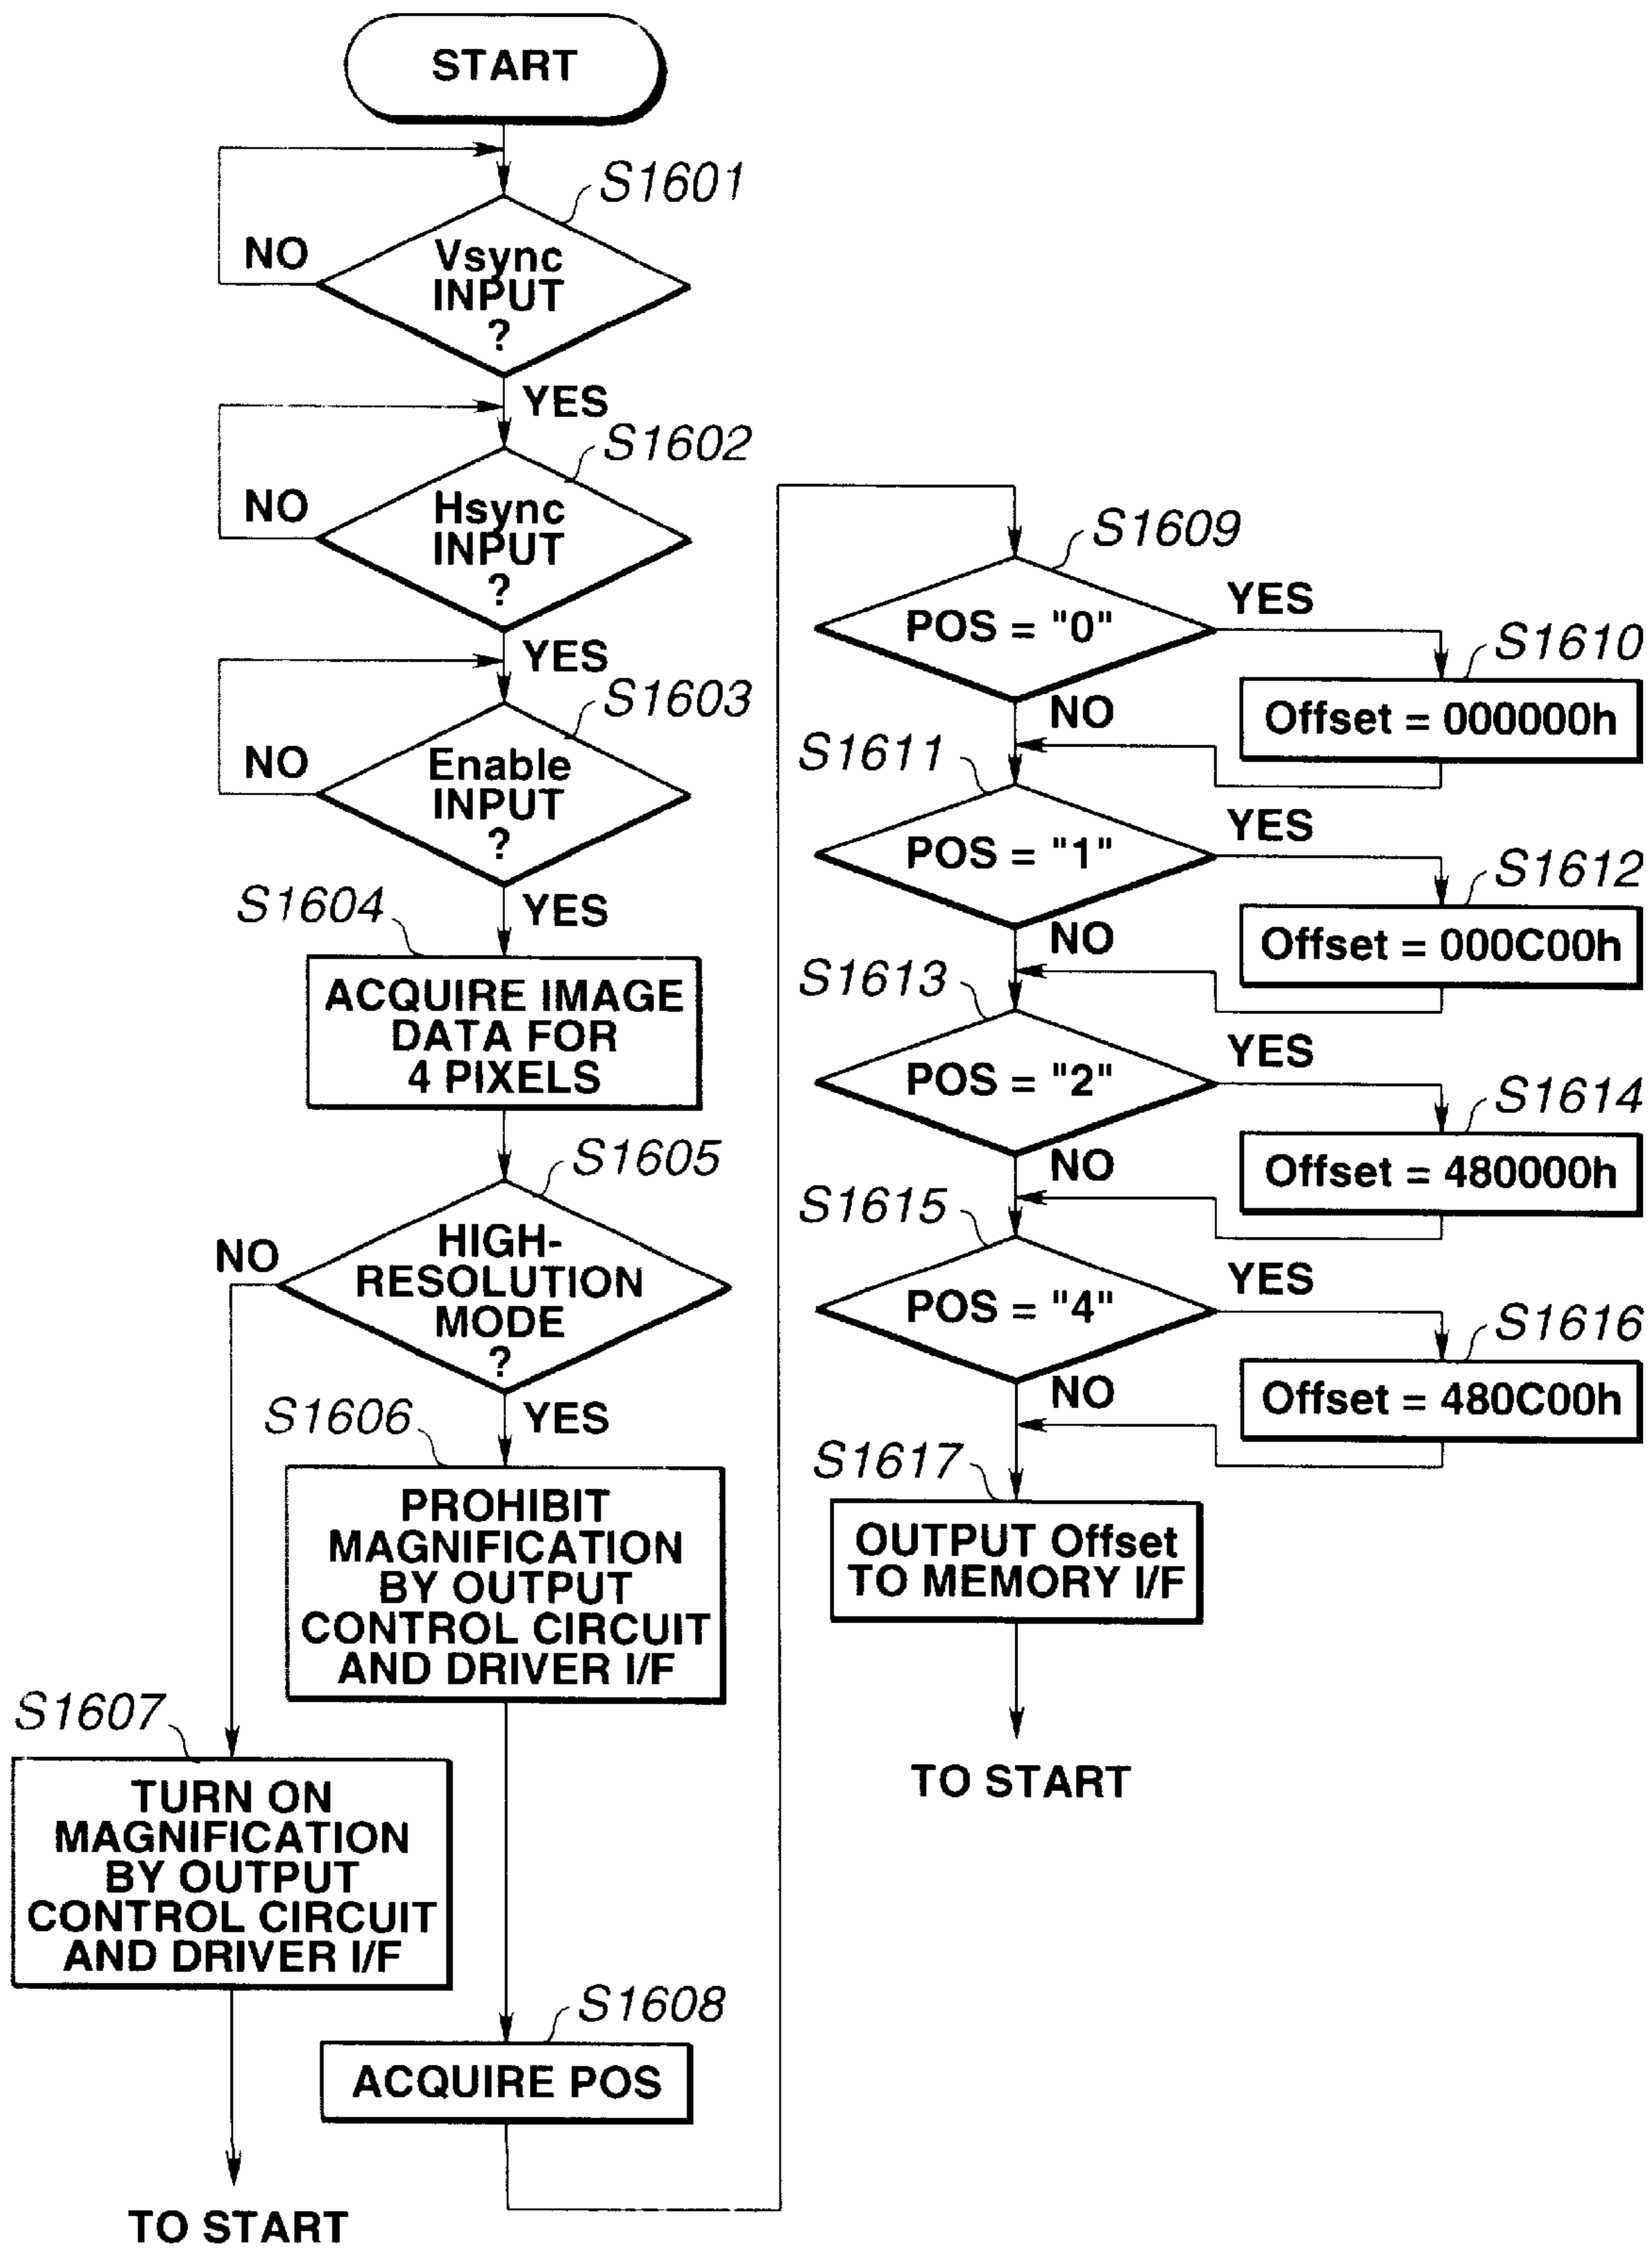 START
S1601
NO
Vsync
INPUT
?
YES
S1602
NO
Hsync
INPUT
?
YES
S1603
NO
Enable
INPUT
?
YES
S1604
ACQUIRE IMAGE
DATA FOR
4 PIXELS
S1605
NO
HIGH-
RESOLUTION
MODE
?
YES
S1606
PROHIBIT
MAGNIFICATION
BY OUTPUT
CONTROL CIRCUIT
AND DRIVER I/F
S1607
TURN ON
MAGNIFICATION
BY OUTPUT
CONTROL CIRCUIT
AND DRIVER I/F
TO START
S1608
ACQUIRE POS
S1609
POS = "0"
YES
S1610
Offset = 000000h
NO
S1611
POS = "1"
YES
S1612
Offset = 000C00h
NO
S1613
POS = "2"
YES
S1614
Offset = 480000h
NO
S1615
POS = "4"
YES
S1616
Offset = 480C00h
NO
S1617
OUTPUT Offset
TO MEMORY I/F
TO START